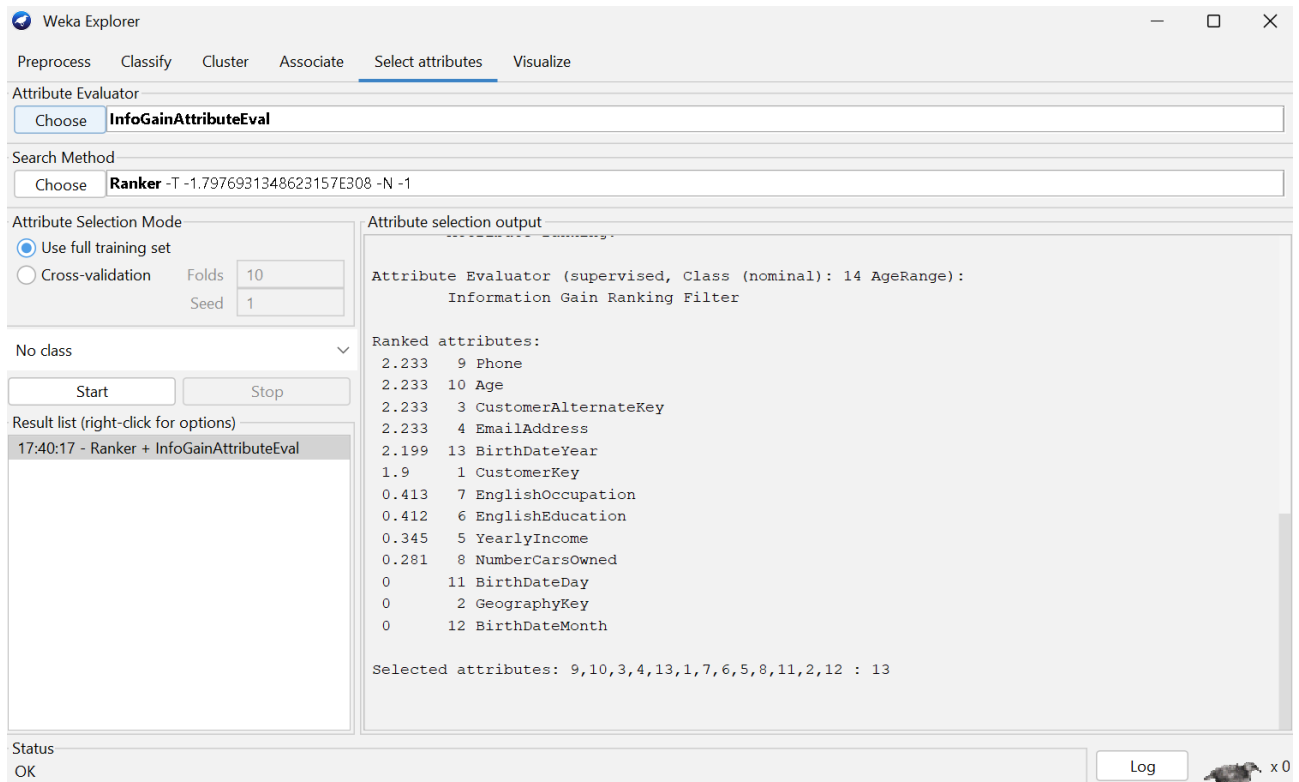 Weka Explorer
Preprocess Classify Cluster Associate Select attributes Visualize
Attribute Evaluator
Choose InfoGainAttributeEval
Search Method
Choose Ranker -T -1.7976931348623157E308 -N -1
Attribute Selection Mode
Use full training set
Cross-validation Folds 10
Seed 1
No class
Start Stop
Result list (right-click for options)
17:40:17 - Ranker + InfoGainAttributeEval
Attribute selection output
Attribute Evaluator (supervised, Class (nominal): 14 AgeRange):
Information Gain Ranking Filter
Ranked attributes:
2.233 9 Phone
2.233 10 Age
2.233 3 CustomerAlternateKey
2.233 4 EmailAddress
2.199 13 BirthDateYear
1.9 1 CustomerKey
0.413 7 EnglishOccupation
0.412 6 EnglishEducation
0.345 5 YearlyIncome
0.281 8 NumberCarsOwned
0 11 BirthDateDay
0 2 GeographyKey
0 12 BirthDateMonth
Selected attributes: 9,10,3,4,13,1,7,6,5,8,11,2,12 : 13
Status
OK
Log x 0